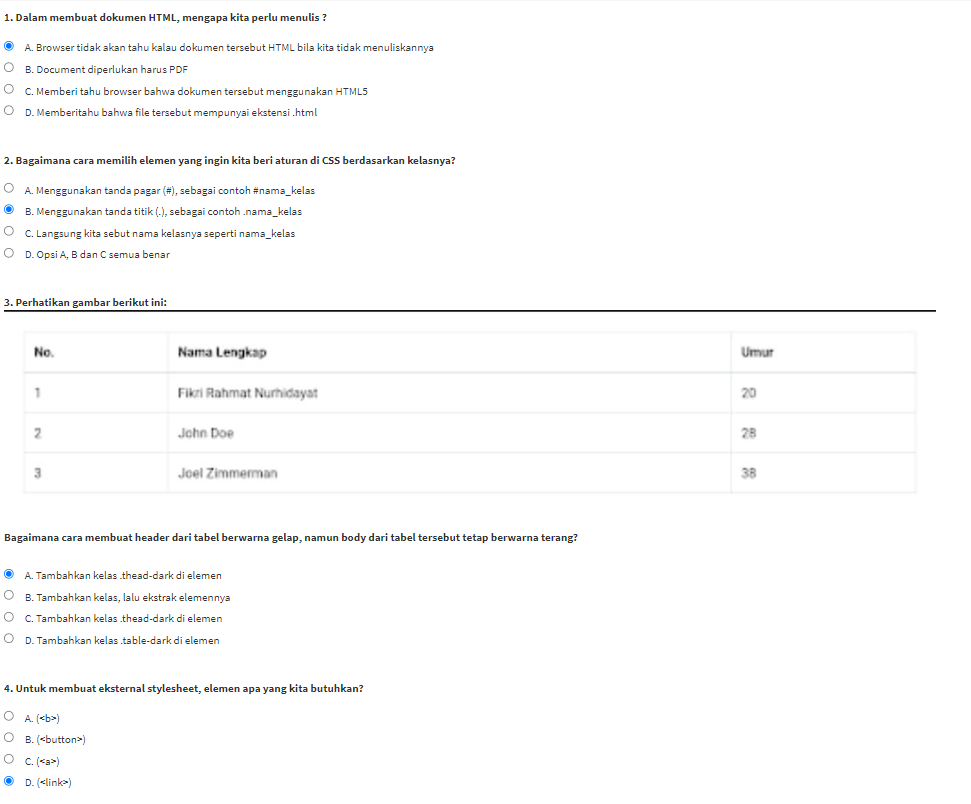 1. Dalam membuat dokumen HTML, mengapa kita perlu menulis ?
A. Browser tidak akan tahu kalau dokumen tersebut HTML bila kita tidak menuliskannya
B. Document diperlukan harus PDF
C. Memberi tahu browser bahwa dokumen tersebut menggunakan HTML5
D. Memberitahu bahwa file tersebut mempunyai ekstensi .html
2. Bagaimana cara memilih elemen yang ingin kita beri aturan di CSS berdasarkan kelasnya?
A. Menggunakan tanda pagar (#), sebagai contoh #nama_kelas
B. Menggunakan tanda titik (.), sebagai contoh .nama_kelas
C. Langsung kita sebut nama kelasnya seperti nama_kelas
D. Opsi A, B dan C semua benar
3. Perhatikan gambar berikut ini:
No. Nama Lengkap Umur
1 Fikri Rahmat Nurhidayat 20
2 John Doe 28
3 Joel Zimmerman 38
Bagaimana cara membuat header dari tabel berwarna gelap, namun body dari tabel tersebut tetap berwarna terang?
A. Tambahkan kelas .thead-dark di elemen
B. Tambahkan kelas, lalu ekstrak elemennya
C. Tambahkan kelas .thead-dark di elemen
D. Tambahkan kelas .table-dark di elemen
4. Untuk membuat eksternal stylesheet, elemen apa yang kita butuhkan?
A. (<b>)
B. (<button>)
C. (<a>)
D. (<link>)